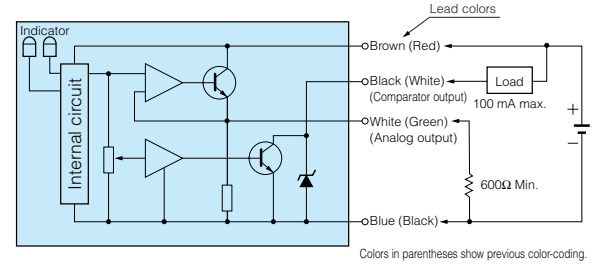 Lead colors
Indicator
Internal circuit
Brown (Red)
Black (White)
(Comparator output)
Load
100 mA max.
White (Green)
(Analog output)
+
−
600Ω Min.
Blue (Black)
Colors in parentheses show previous color-coding.